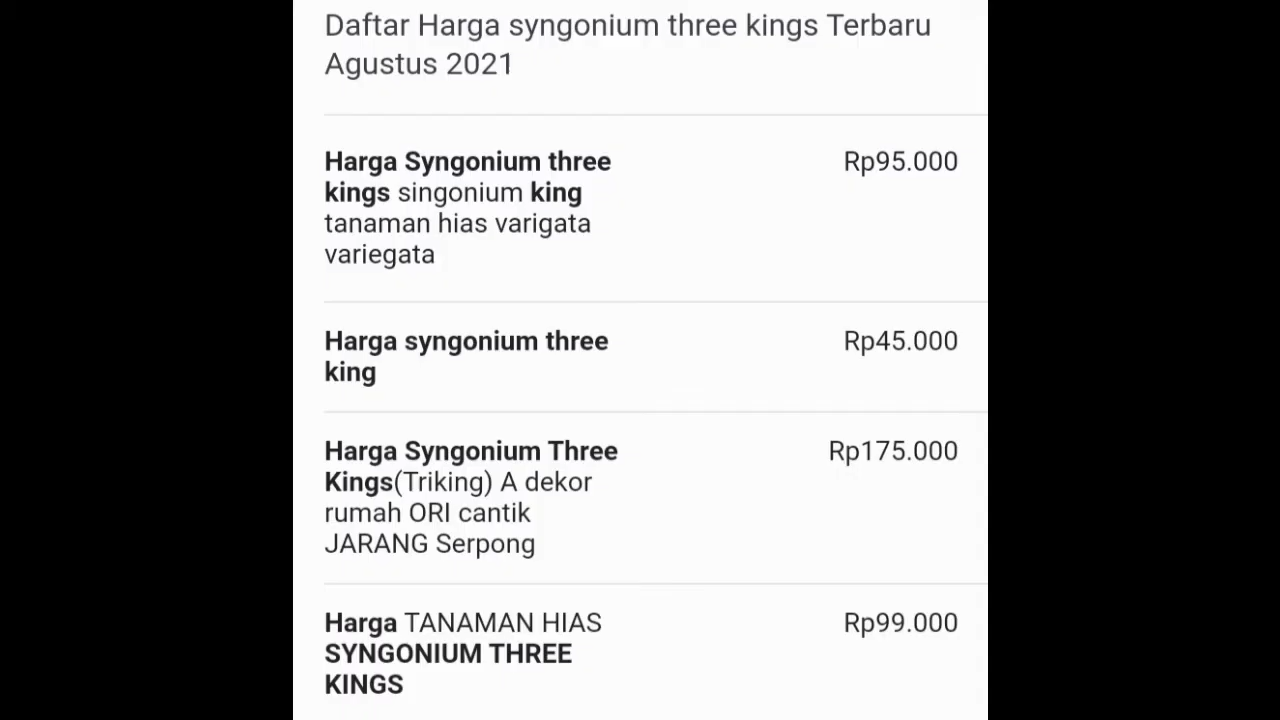 Daftar Harga syngonium three kings Terbaru
Agustus 2021
Harga Syngonium three
kings singonium king
tanaman hias varigata
variegata
Rp95.000
Harga syngonium three
king
Rp45.000
Harga Syngonium Three
Kings(Triking) A dekor
rumah ORI cantik
JARANG Serpong
Rp175.000
Harga TANAMAN HIAS
SYNGONIUM THREE
KINGS
Rp99.000